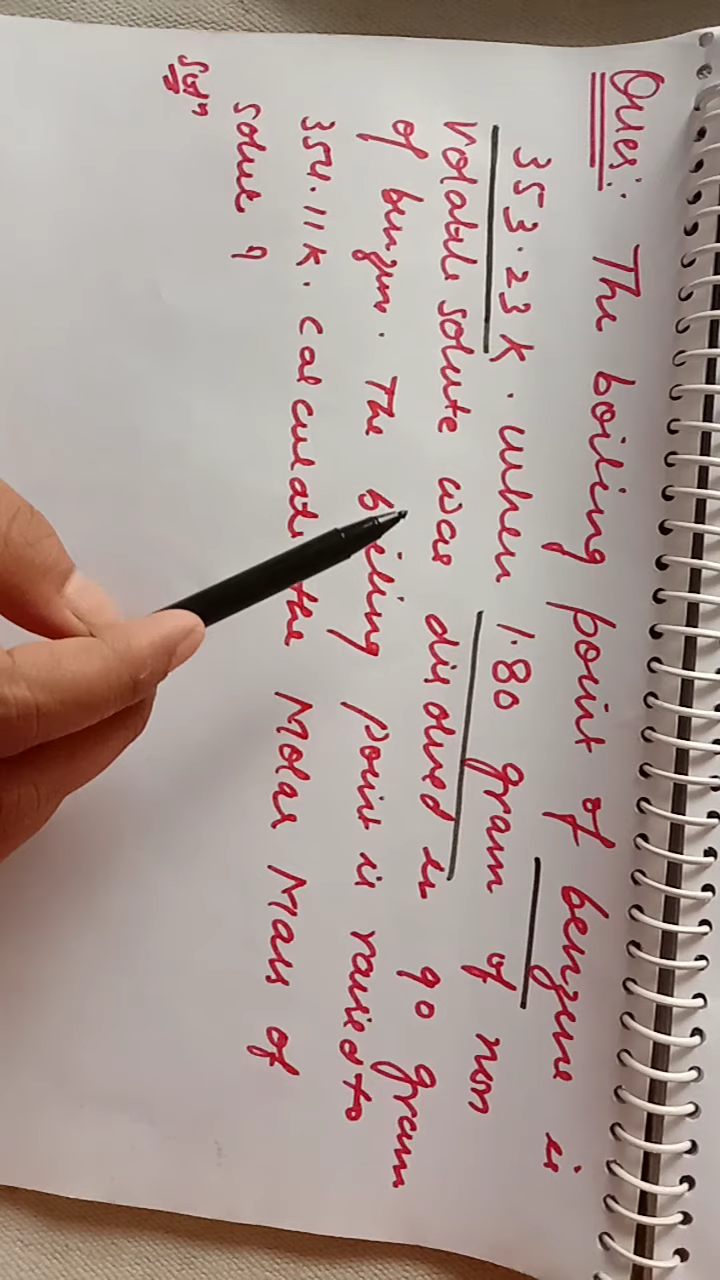 Ques: The boiling point of benzene is
353.23 K. when 1.80 gram of non
volatile solute was disolved in 90 gram
of benzene. The boiling point is raised to
354.11 K. calculate the Molar Mass of
solute ?
Soln